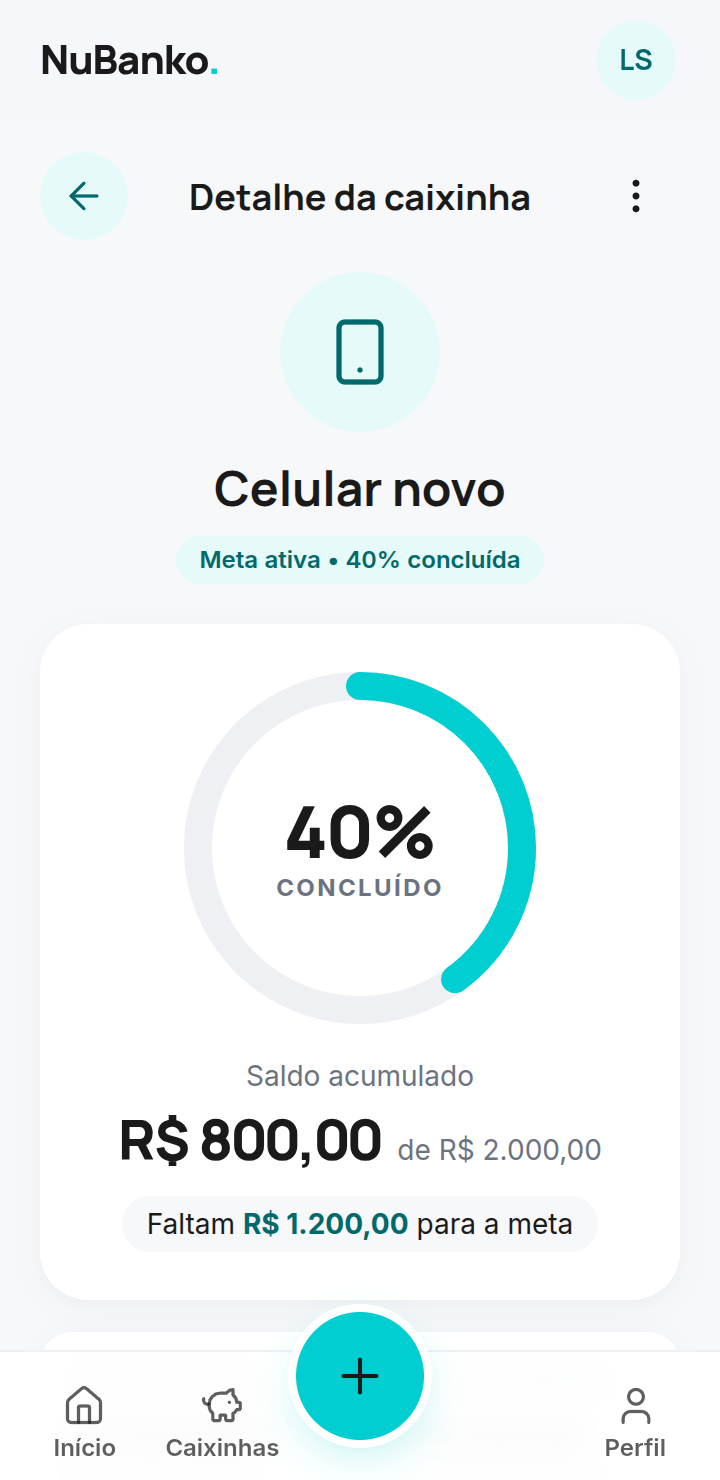 NuBanko.
LS
Detalhe da caixinha
Celular novo
Meta ativa • 40% concluída
40%
CONCLUÍDO
Saldo acumulado
R$ 800,00 de R$ 2.000,00
Faltam R$ 1.200,00 para a meta
Início
Caixinhas
Perfil